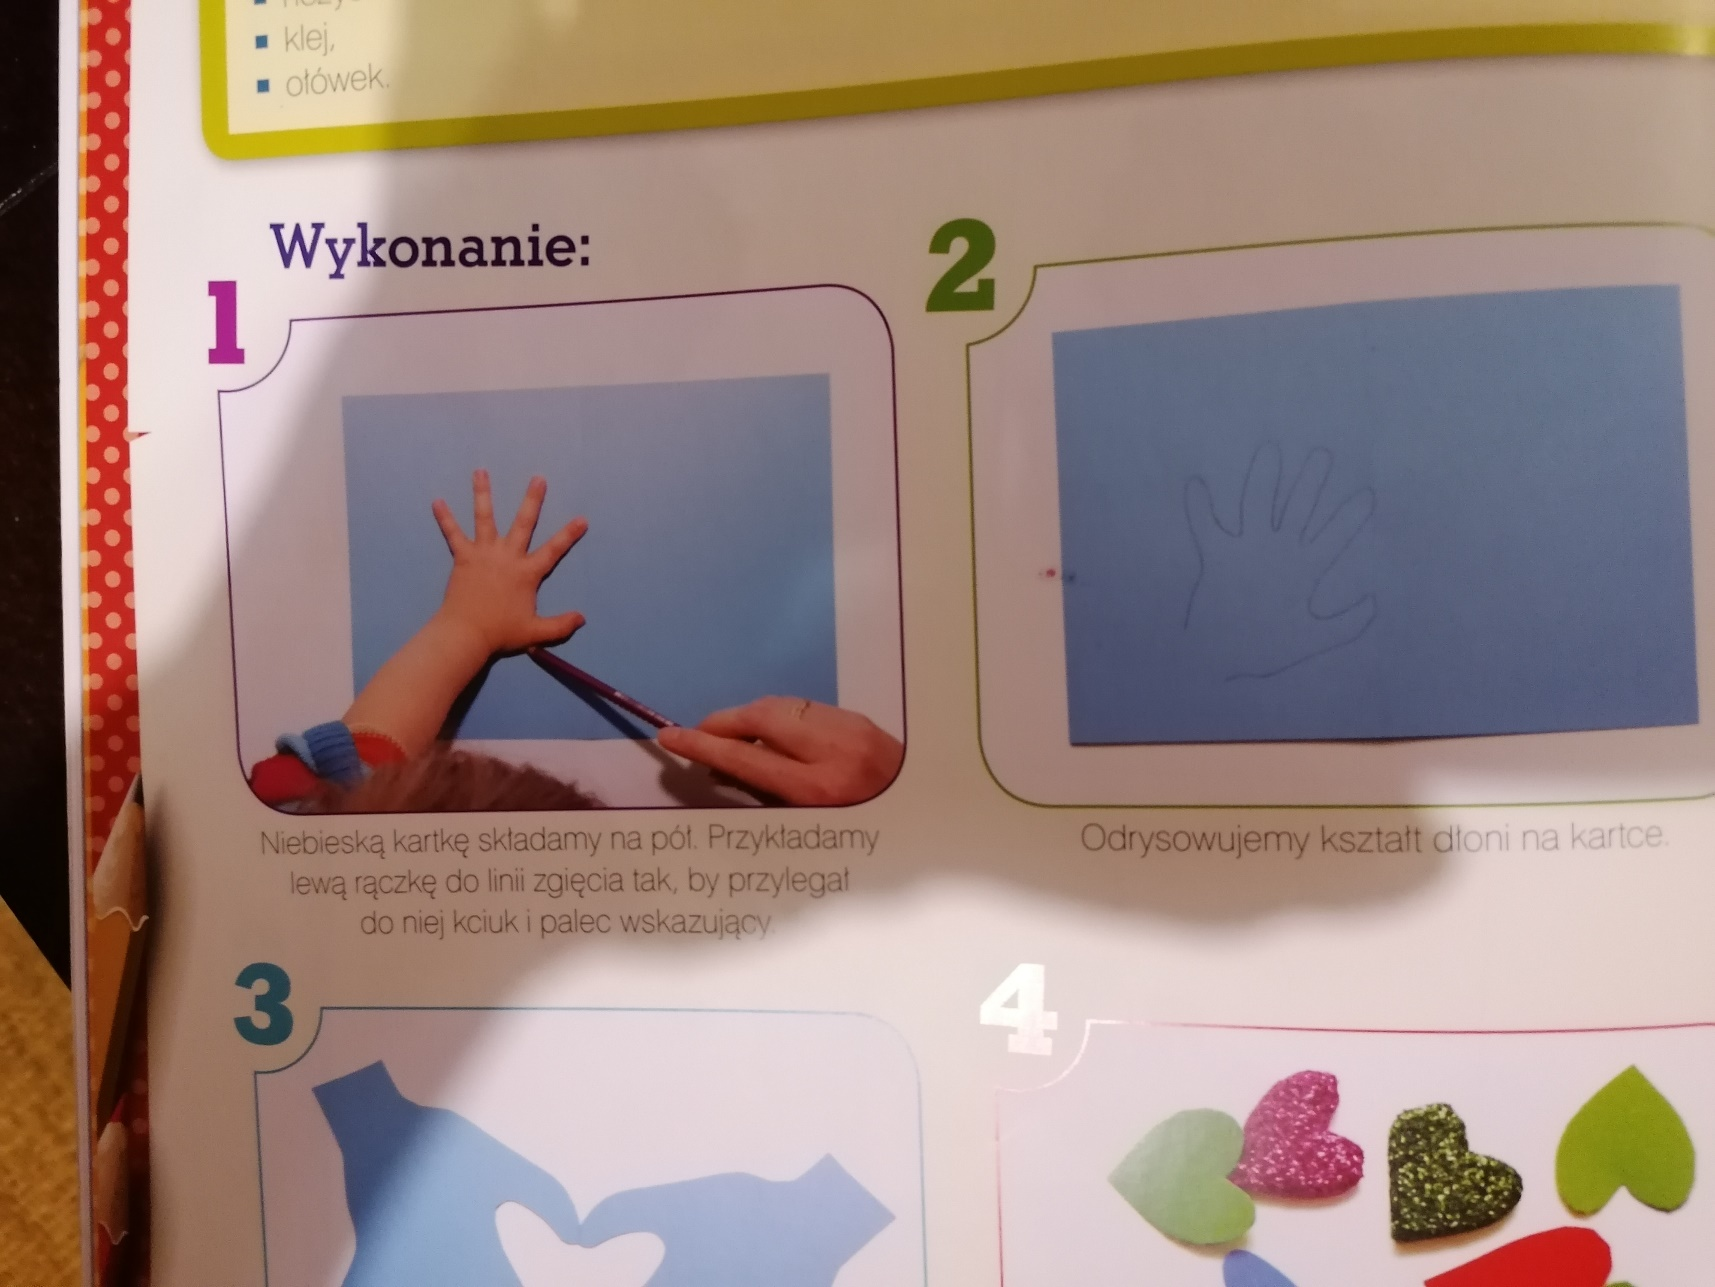 ■ klej,
■ ołówek.
Wykonanie:
1
2
Niebieską kartkę składamy na pół. Przykładamy
lewą rączkę do linii zgięcia tak, by przylegał
do niej kciuk i palec wskazujący.
Odrysowujemy kształt dłoni na kartce.
3
4